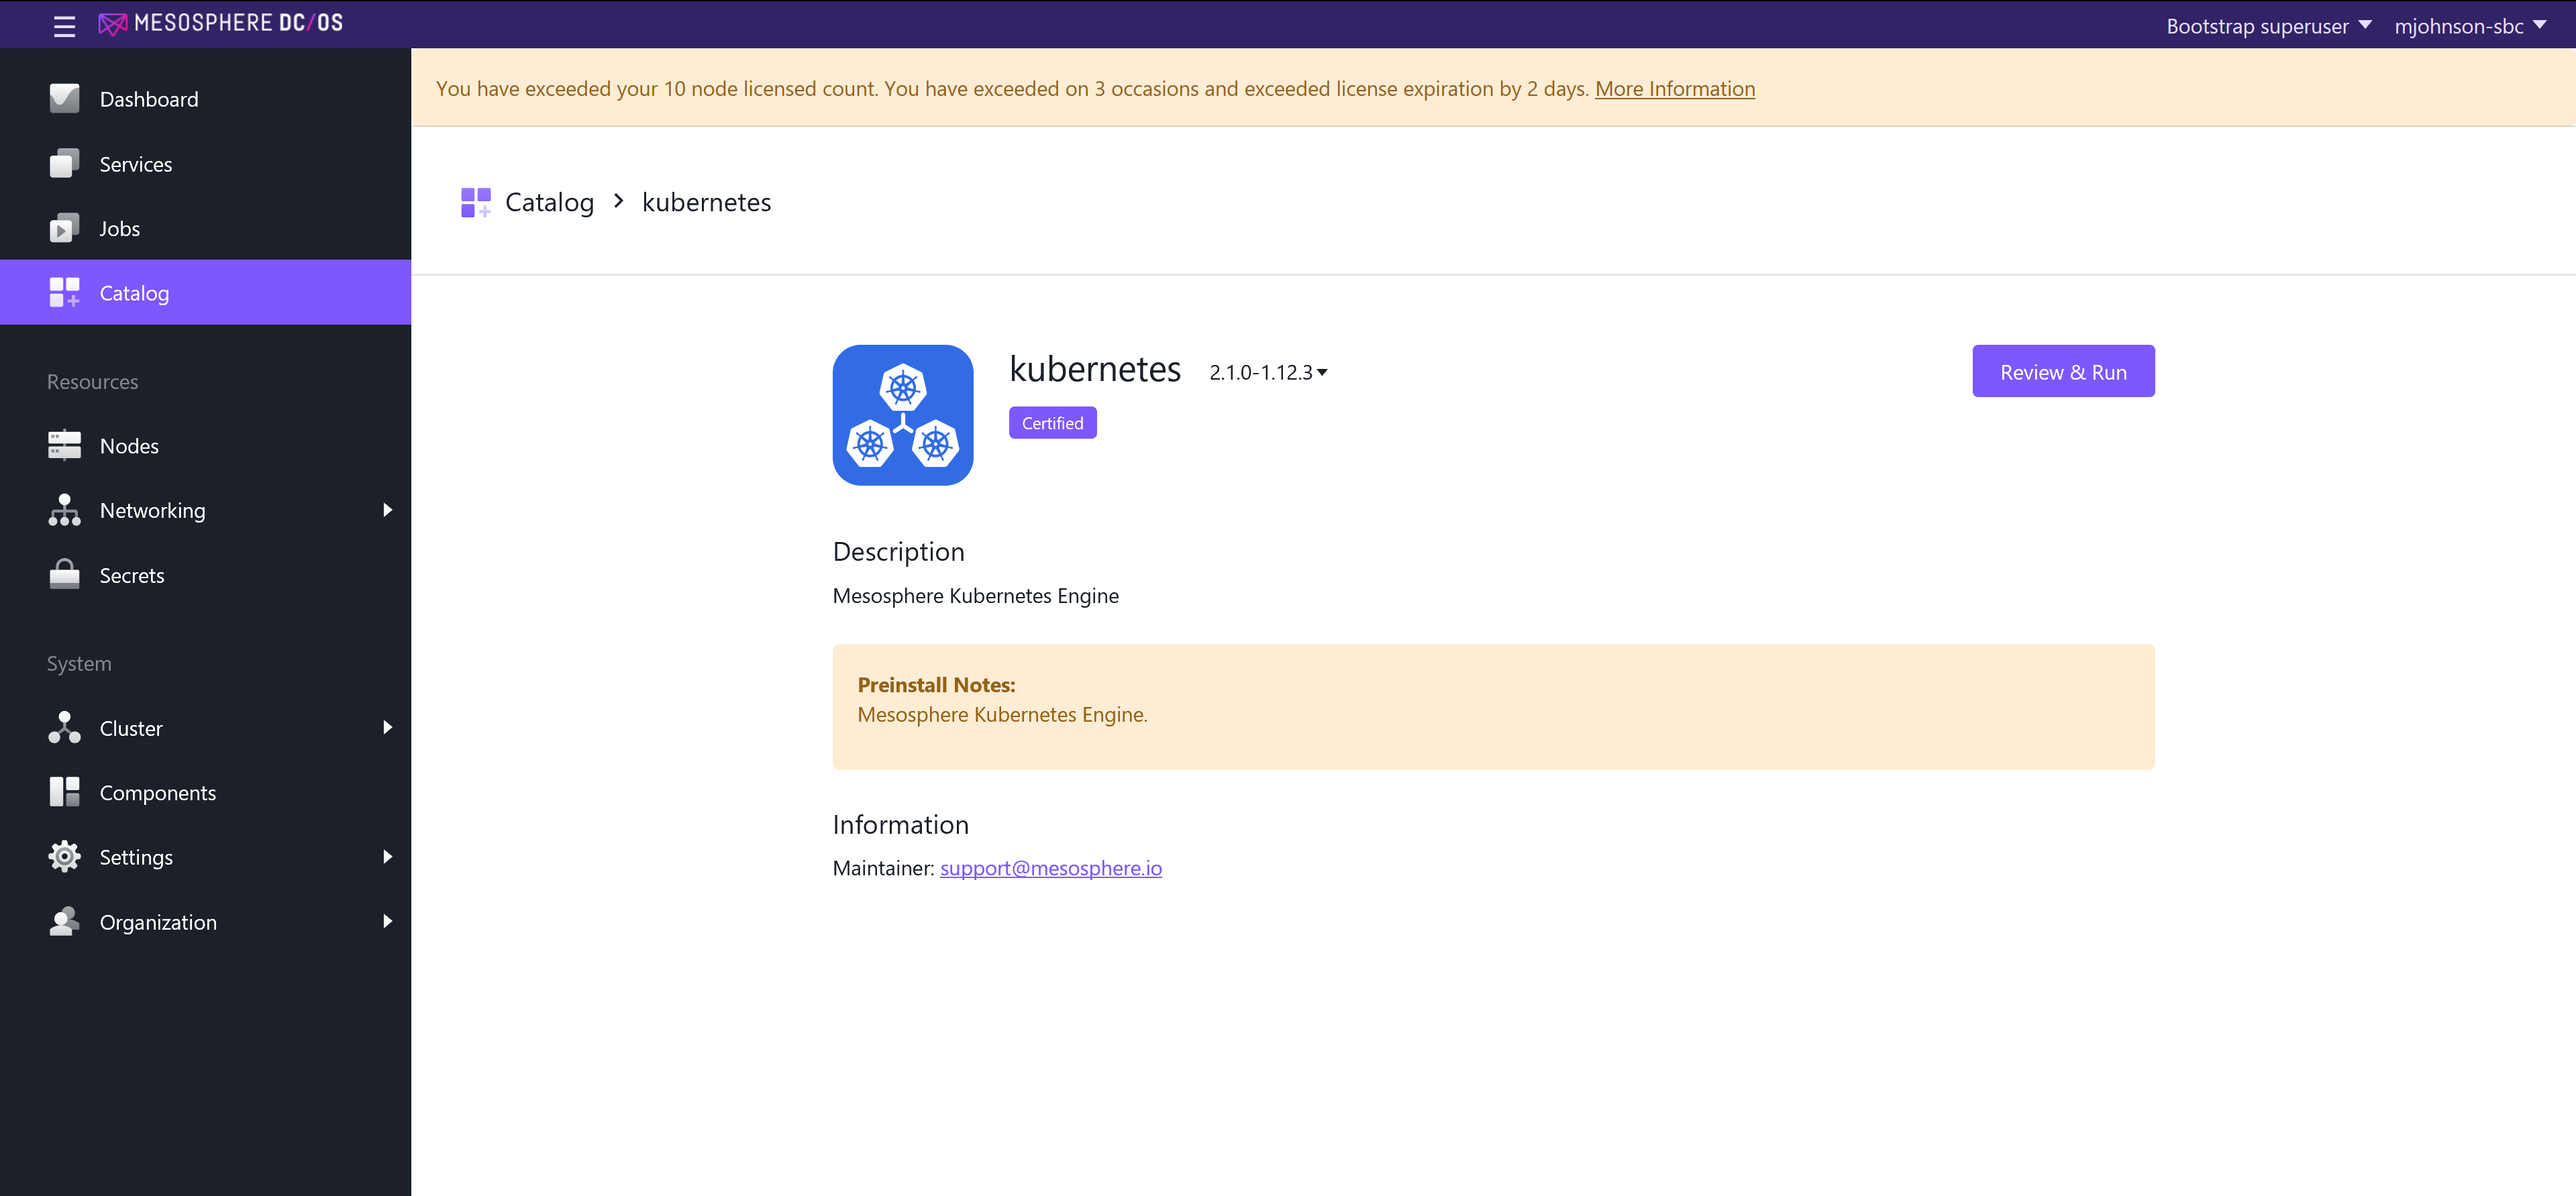 MESOSPHERE DC/OS
Bootstrap superuser
mjohnson-sbc
Dashboard
Services
Jobs
Catalog
Resources
Nodes
Networking
Secrets
System
Cluster
Components
Settings
Organization
You have exceeded your 10 node licensed count. You have exceeded on 3 occasions and exceeded license expiration by 2 days. More Information
Catalog > kubernetes
kubernetes 2.1.0-1.12.3
Review & Run
Certified
Description
Mesosphere Kubernetes Engine
Preinstall Notes:
Mesosphere Kubernetes Engine.
Information
Maintainer: support@mesosphere.io